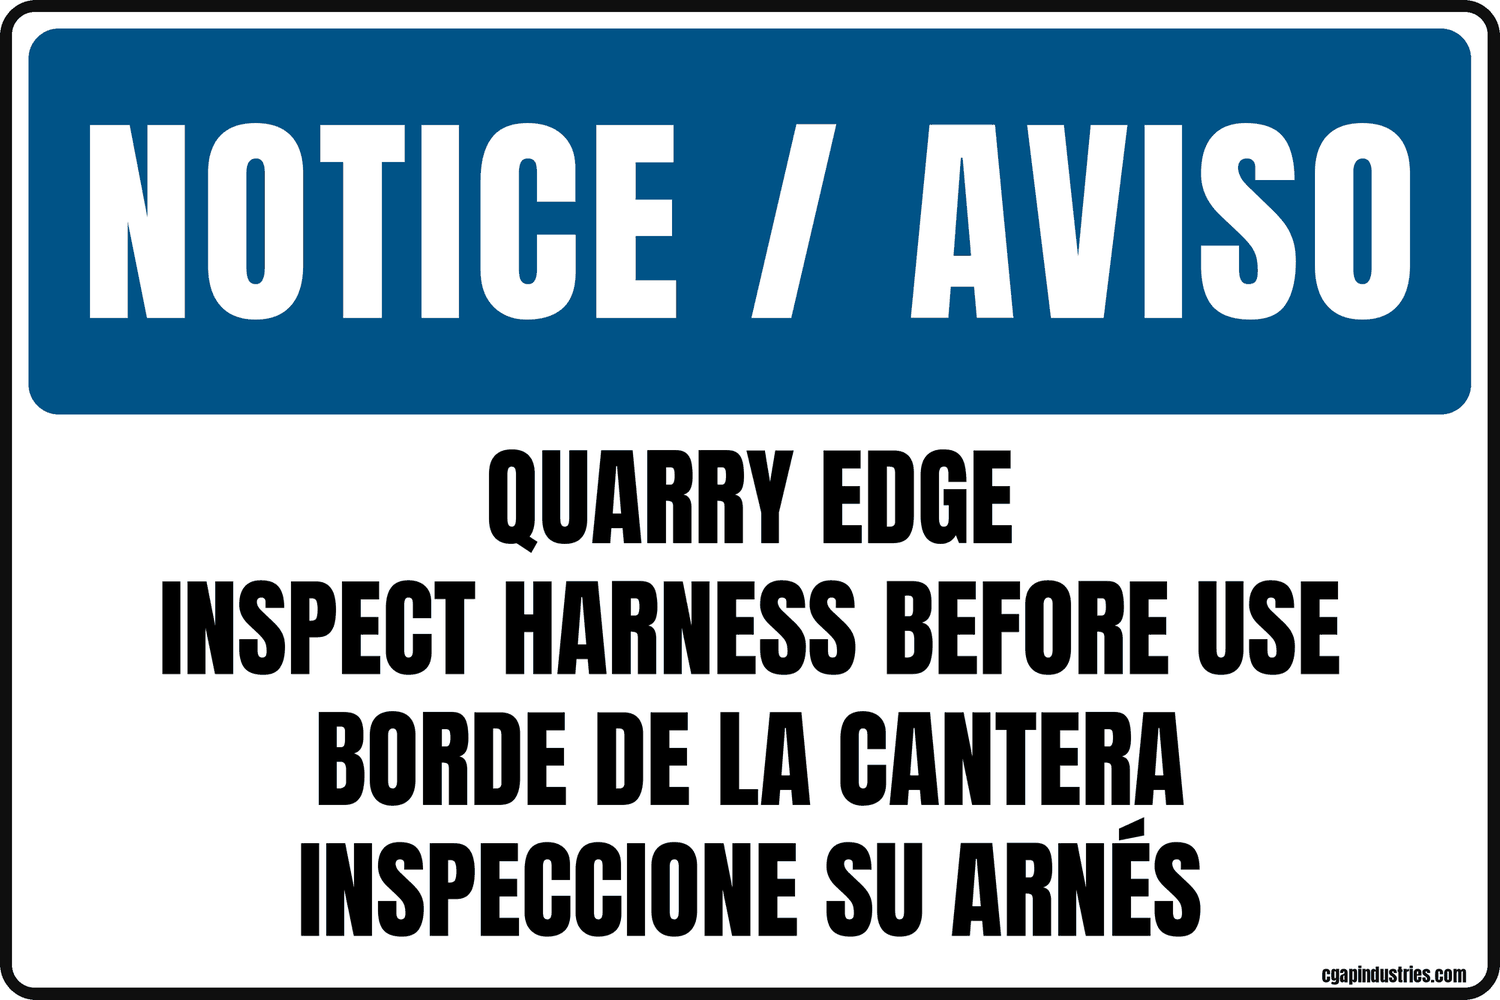 NOTICE / AVISO
QUARRY EDGE
INSPECT HARNESS BEFORE USE
BORDE DE LA CANTERA
INSPECCIONE SU ARNÉS
cgapindustries.com